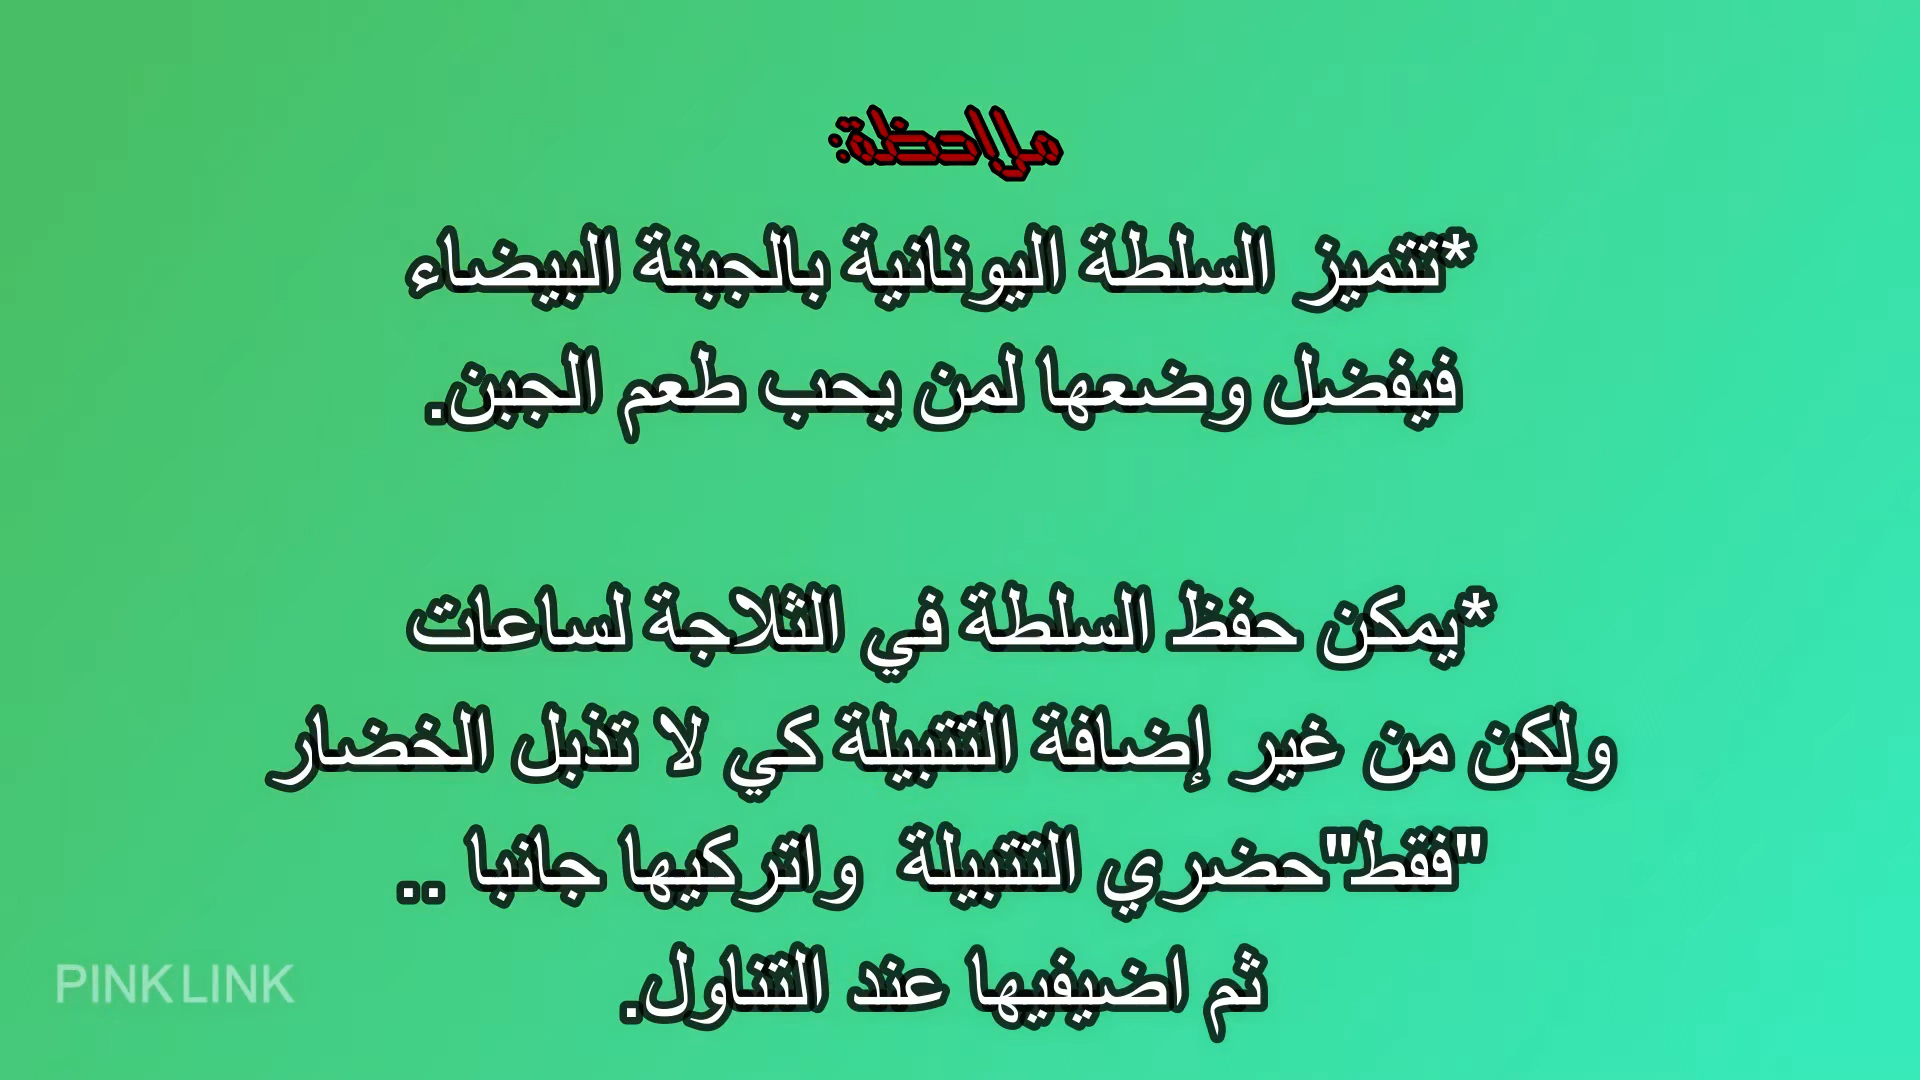 ملاحظة:
*تتميز السلطة اليونانية بالجبنة البيضاء
فيفضل وضعها لمن يحب طعم الجبن.
*يمكن حفظ السلطة في الثلاجة لساعات
ولكن من غير إضافة التتبيلة كي لا تذبل الخضار
"فقط"حضري التتبيلة واتركيها جانبا ..
ثم اضيفيها عند التناول.
PINK LINK